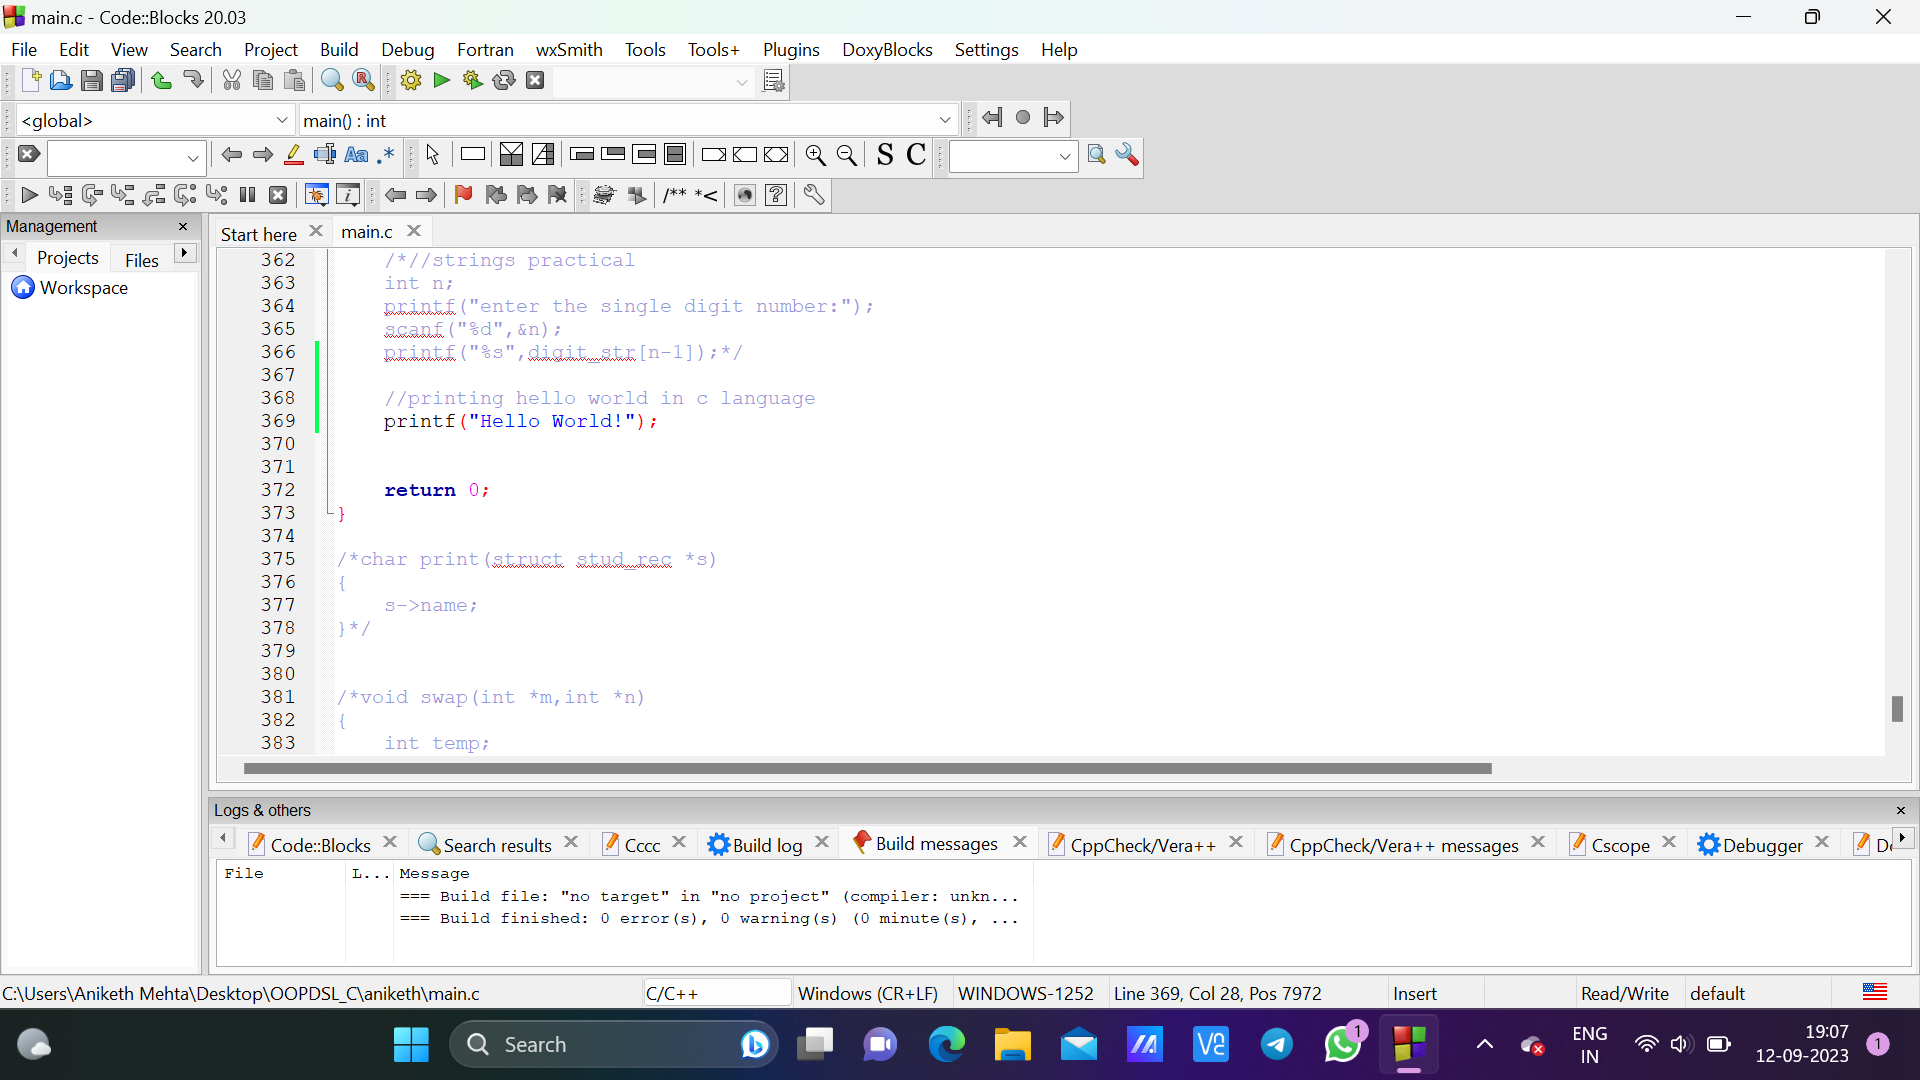 main.c - Code::Blocks 20.03
File Edit View Search Project Build Debug Fortran wxSmith Tools Tools+ Plugins DoxyBlocks Settings Help
<global> main() : int
Aa .* S C
/** *<
Management
Projects Files
Workspace
Start here main.c
362 /*//strings practical
363 int n;
364 printf("enter the single digit number:");
365 scanf("%d",&n);
366 printf("%s",digit_str[n-1]);*/
367
368 //printing hello world in c language
369 printf("Hello World!");
370
371
372 return 0;
373 }
374
375 /*char print(struct stud_rec *s)
376 {
377 s->name;
378 }*/
379
380
381 /*void swap(int *m,int *n)
382 {
383 int temp;
Logs & others
Code::Blocks Search results Cccc Build log Build messages CppCheck/Vera++ CppCheck/Vera++ messages Cscope Debugger
File L... Message
=== Build file: "no target" in "no project" (compiler: unkn...
=== Build finished: 0 error(s), 0 warning(s) (0 minute(s), ...
C:\Users\Aniketh Mehta\Desktop\OOPDSL_C\aniketh\main.c C/C++ Windows (CR+LF) WINDOWS-1252 Line 369, Col 28, Pos 7972 Insert Read/Write default
Search
1
ENG
IN
19:07
12-09-2023
1